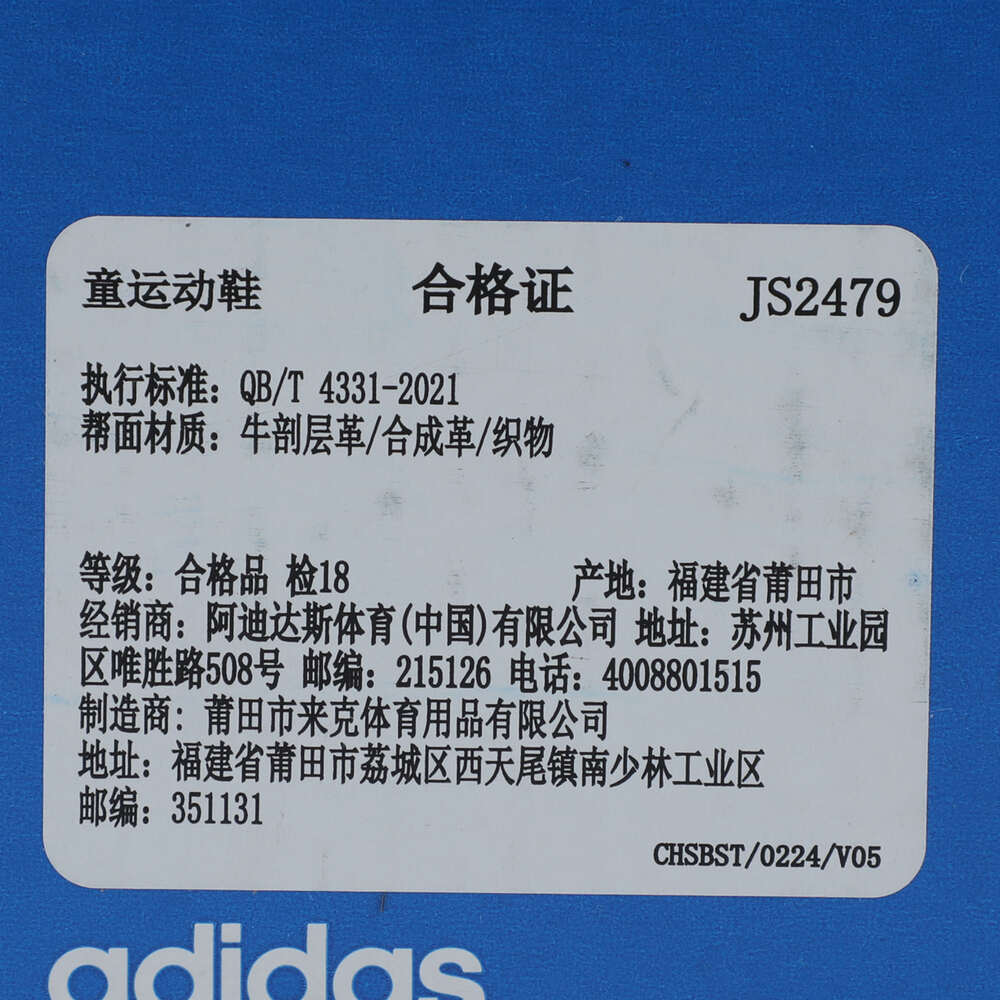 童运动鞋 合格证 JS2479
执行标准：QB/T 4331-2021
帮面材质：牛剖层革/合成革/织物
等级：合格品 检18 产地：福建省莆田市
经销商：阿迪达斯体育(中国)有限公司 地址：苏州工业园
区唯胜路508号 邮编：215126 电话：4008801515
制造商：莆田市来克体育用品有限公司
地址：福建省莆田市荔城区西天尾镇南少林工业区
邮编：351131
CHSBST/0224/V05
adidas